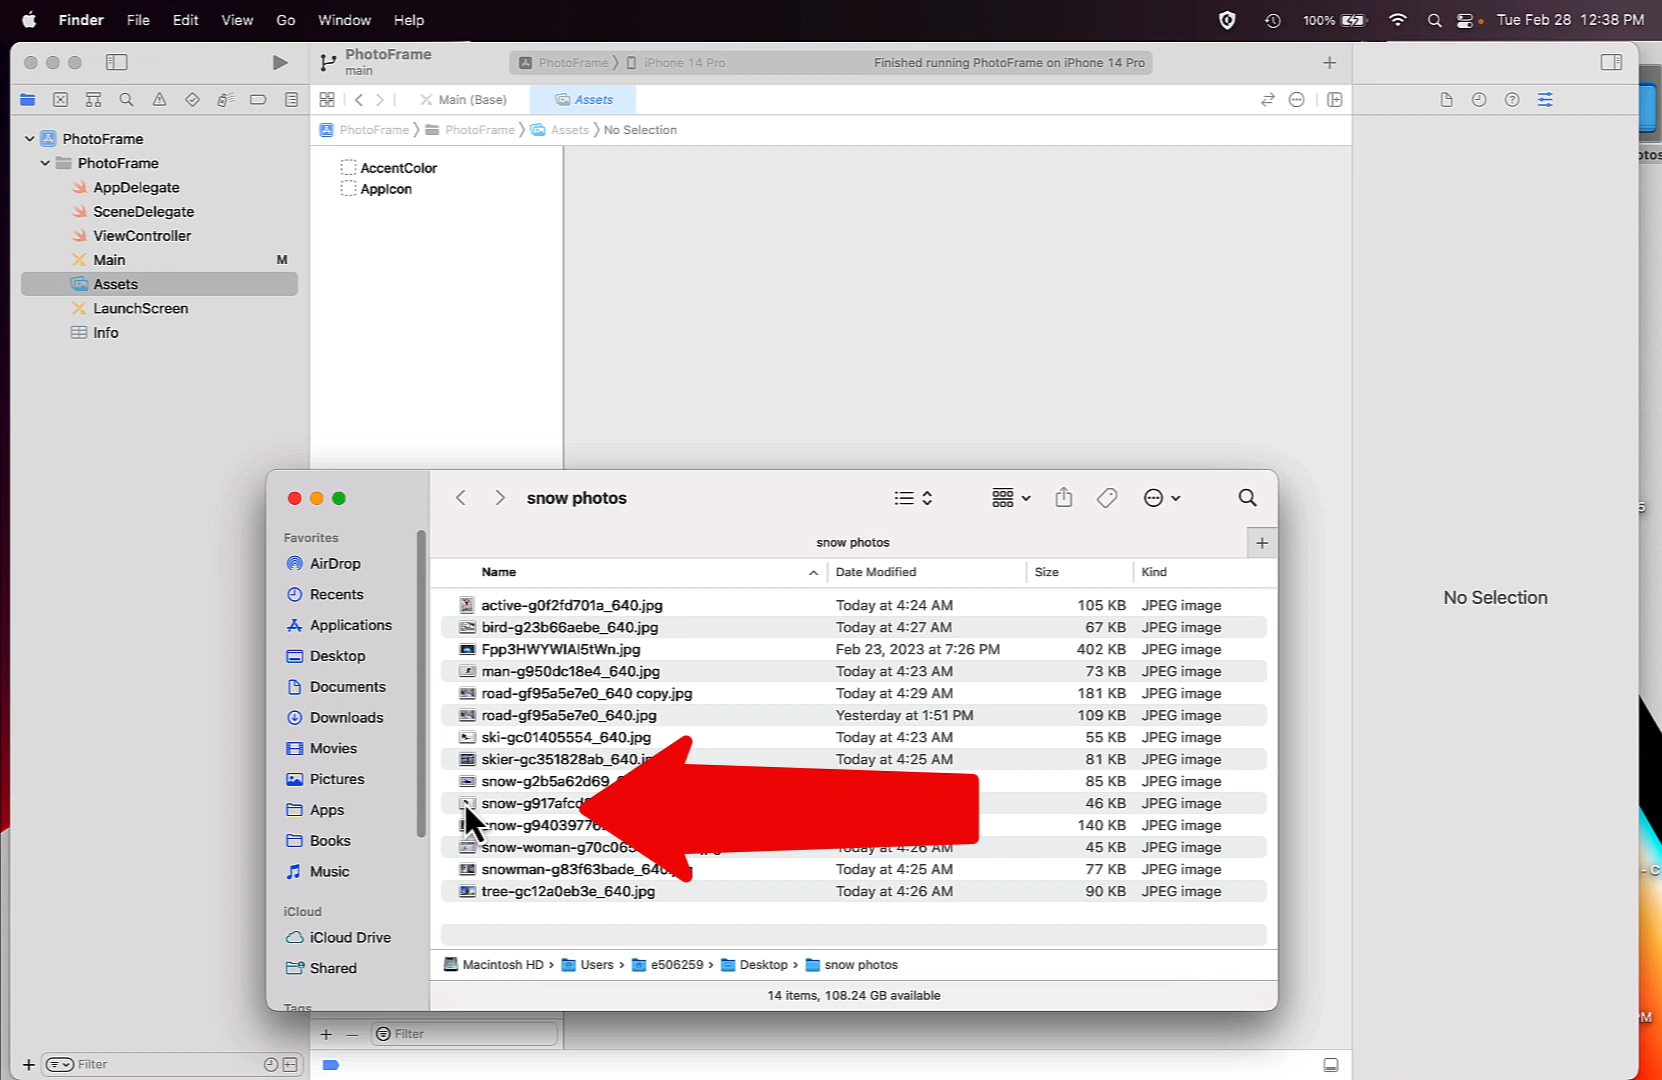 Finder File Edit View Go Window Help 100% Tue Feb 28 12:38 PM
PhotoFrame
main
PhotoFrame iPhone 14 Pro Finished running PhotoFrame on iPhone 14 Pro
Main (Base) Assets
PhotoFrame PhotoFrame Assets No Selection
PhotoFrame
PhotoFrame
AppDelegate
SceneDelegate
ViewController
Main M
Assets
LaunchScreen
Info
AccentColor
AppIcon
No Selection
snow photos
snow photos
Favorites
AirDrop
Recents
Applications
Desktop
Documents
Downloads
Movies
Pictures
Apps
Books
Music
iCloud
iCloud Drive
Shared
Tags
Name Date Modified Size Kind
active-g0f2fd701a_640.jpg Today at 4:24 AM 105 KB JPEG image
bird-g23b66aebe_640.jpg Today at 4:27 AM 67 KB JPEG image
Fpp3HWYWIAI5tWn.jpg Feb 23, 2023 at 7:26 PM 402 KB JPEG image
man-g950dc18e4_640.jpg Today at 4:23 AM 73 KB JPEG image
road-gf95a5e7e0_640 copy.jpg Today at 4:29 AM 181 KB JPEG image
road-gf95a5e7e0_640.jpg Yesterday at 1:51 PM 109 KB JPEG image
ski-gc01405554_640.jpg Today at 4:23 AM 55 KB JPEG image
skier-gc351828ab_640.jp Today at 4:25 AM 81 KB JPEG image
snow-g2b5a62d69 85 KB JPEG image
snow-g917afcd 46 KB JPEG image
snow-g940397 140 KB JPEG image
snow-woman-g70c06 Today at 4:26 AM 45 KB JPEG image
snowman-g83f63bade_640.jpg Today at 4:25 AM 77 KB JPEG image
tree-gc12a0eb3e_640.jpg Today at 4:26 AM 90 KB JPEG image
Macintosh HD › Users › e506259 › Desktop › snow photos
14 items, 108.24 GB available
Filter
Filter